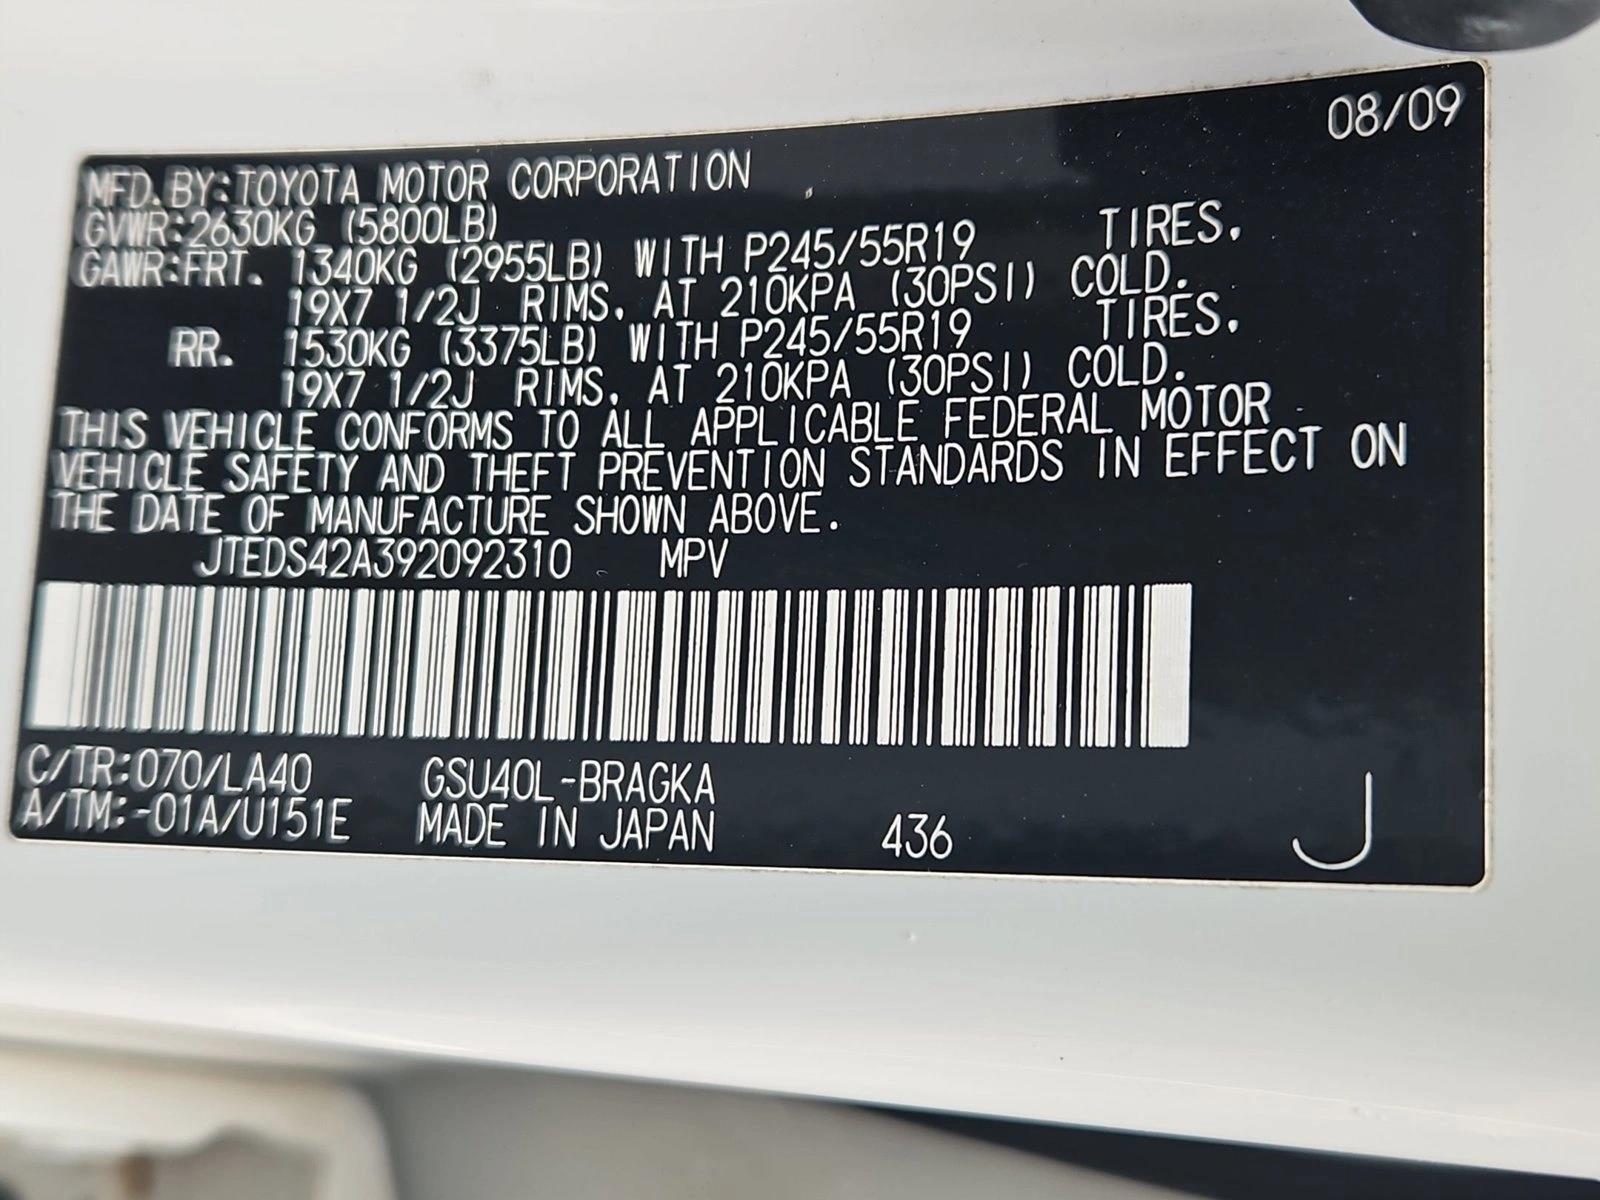 08/09
MFD. BY: TOYOTA MOTOR CORPORATION
GVWR: 2630KG (5800LB)
GAWR: FRT. 1340KG (2955LB) WITH P245/55R19 TIRES,
19X7 1/2J RIMS, AT 210KPA (30PSI) COLD.
RR. 1530KG (3375LB) WITH P245/55R19 TIRES,
19X7 1/2J RIMS, AT 210KPA (30PSI) COLD.
THIS VEHICLE CONFORMS TO ALL APPLICABLE FEDERAL MOTOR
VEHICLE SAFETY AND THEFT PREVENTION STANDARDS IN EFFECT ON
THE DATE OF MANUFACTURE SHOWN ABOVE.
JTEDS42A392092310 MPV
C/TR: 070/LA40 GSU40L-BRAGKA
A/TM: -01A/U151E MADE IN JAPAN 436 J